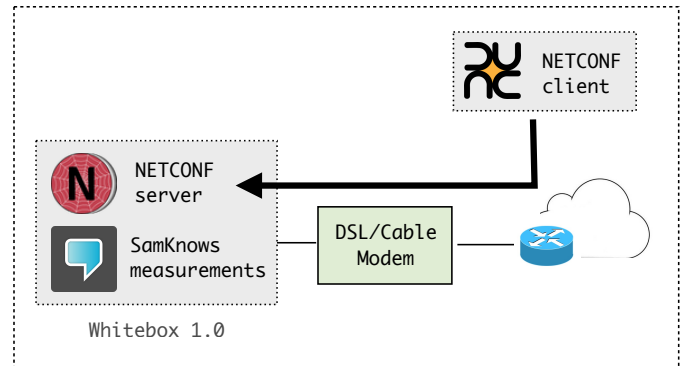 NETCONF
client
N
NETCONF
server
SamKnows
measurements
DSL/Cable
Modem
Whitebox 1.0